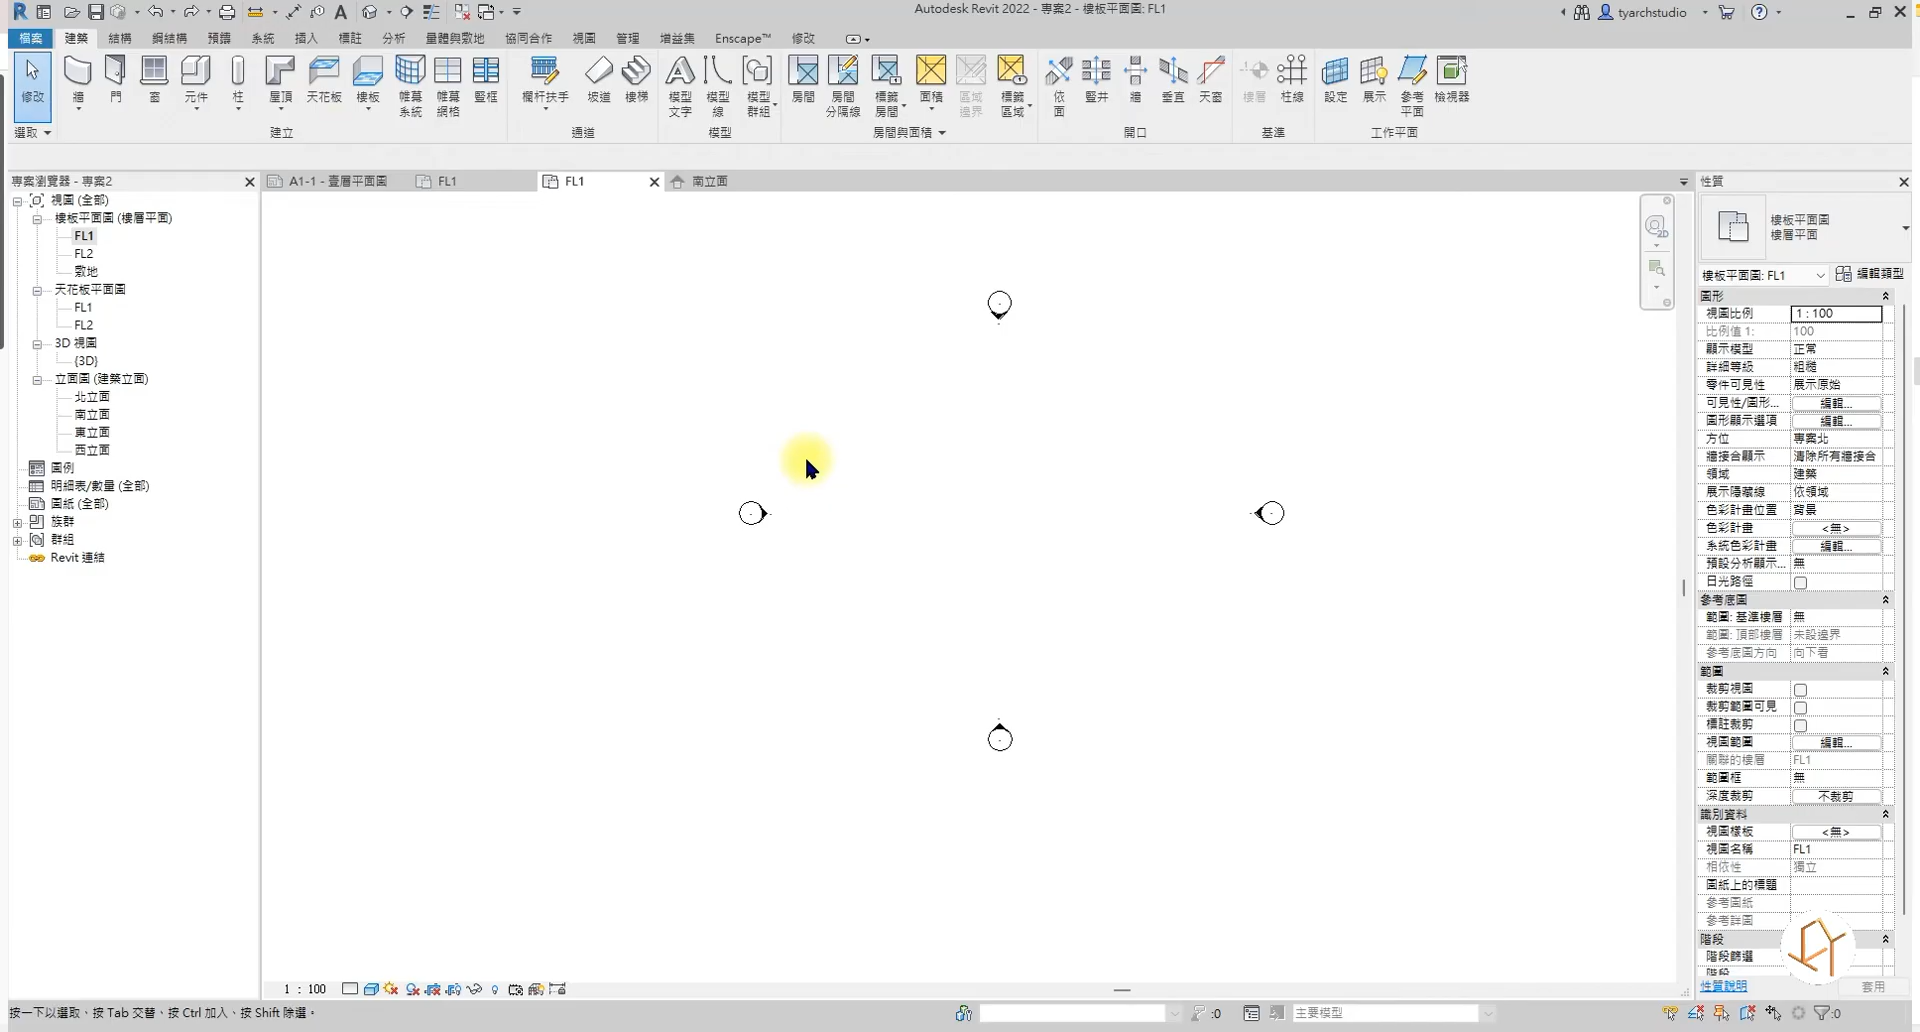 Autodesk Revit 2022 - 專案2 - 樓板平面圖: FL1
tyarchstudio
檔案 建築 結構 鋼結構 預鑄 系統 插入 標註 分析 量體與敷地 協同合作 視圖 管理 增益集 Enscape™ 修改
修改 牆 門 窗 元件 柱 屋頂 天花板 樓板 帷幕系統 帷幕網格 豎框 欄杆扶手 坡道 樓梯 模型文字 模型線 模型群組 房間 房間分隔線 標籤房間 面積 區域邊界 標籤區域 依面 豎井 牆 垂直 天窗 樓層 柱線 設定 展示 參考平面 檢視器
選取 建立 通道 模型 房間與面積 開口 基準 工作平面
專案瀏覽器 - 專案2
視圖 (全部)
樓板平面圖 (樓層平面)
FL1
FL2
敷地
天花板平面圖
FL1
FL2
3D 視圖
{3D}
立面圖 (建築立面)
北立面
南立面
東立面
西立面
圖例
明細表/數量 (全部)
圖紙 (全部)
族群
群組
Revit 連結
A1-1 - 壹層平面圖 FL1 FL1 南立面
2D
性質
樓板平面圖
樓層平面
樓板平面圖: FL1 編輯類型
圖形
視圖比例 1 : 100
比例值 1: 100
顯示模型 正常
詳細等級 粗糙
零件可見性 展示原始
可見性/圖形... 編輯...
圖形顯示選項 編輯...
方位 專案北
牆接合顯示 清除所有牆接合
領域 建築
展示隱藏線 依領域
色彩計畫位置 背景
色彩計畫 <無>
系統色彩計畫 編輯...
預設分析顯示... 無
日光路徑
參考底圖
範圍: 基準樓層 無
範圍: 頂部樓層 未設邊界
參考底圖方向 向下看
範圍
裁剪視圖
裁剪範圍可見
標註裁剪
視圖範圍 編輯...
關聯的樓層 FL1
範圍框 無
深度裁剪 不裁剪
識別資料
視圖樣板 <無>
視圖名稱 FL1
相依性 獨立
圖紙上的標題
參考圖紙
參考詳圖
階段
階段篩選
階段
性質說明 套用
1 : 100
按一下以選取、按 Tab 交替、按 Ctrl 加入、按 Shift 除選。
:0 主要模型 :0